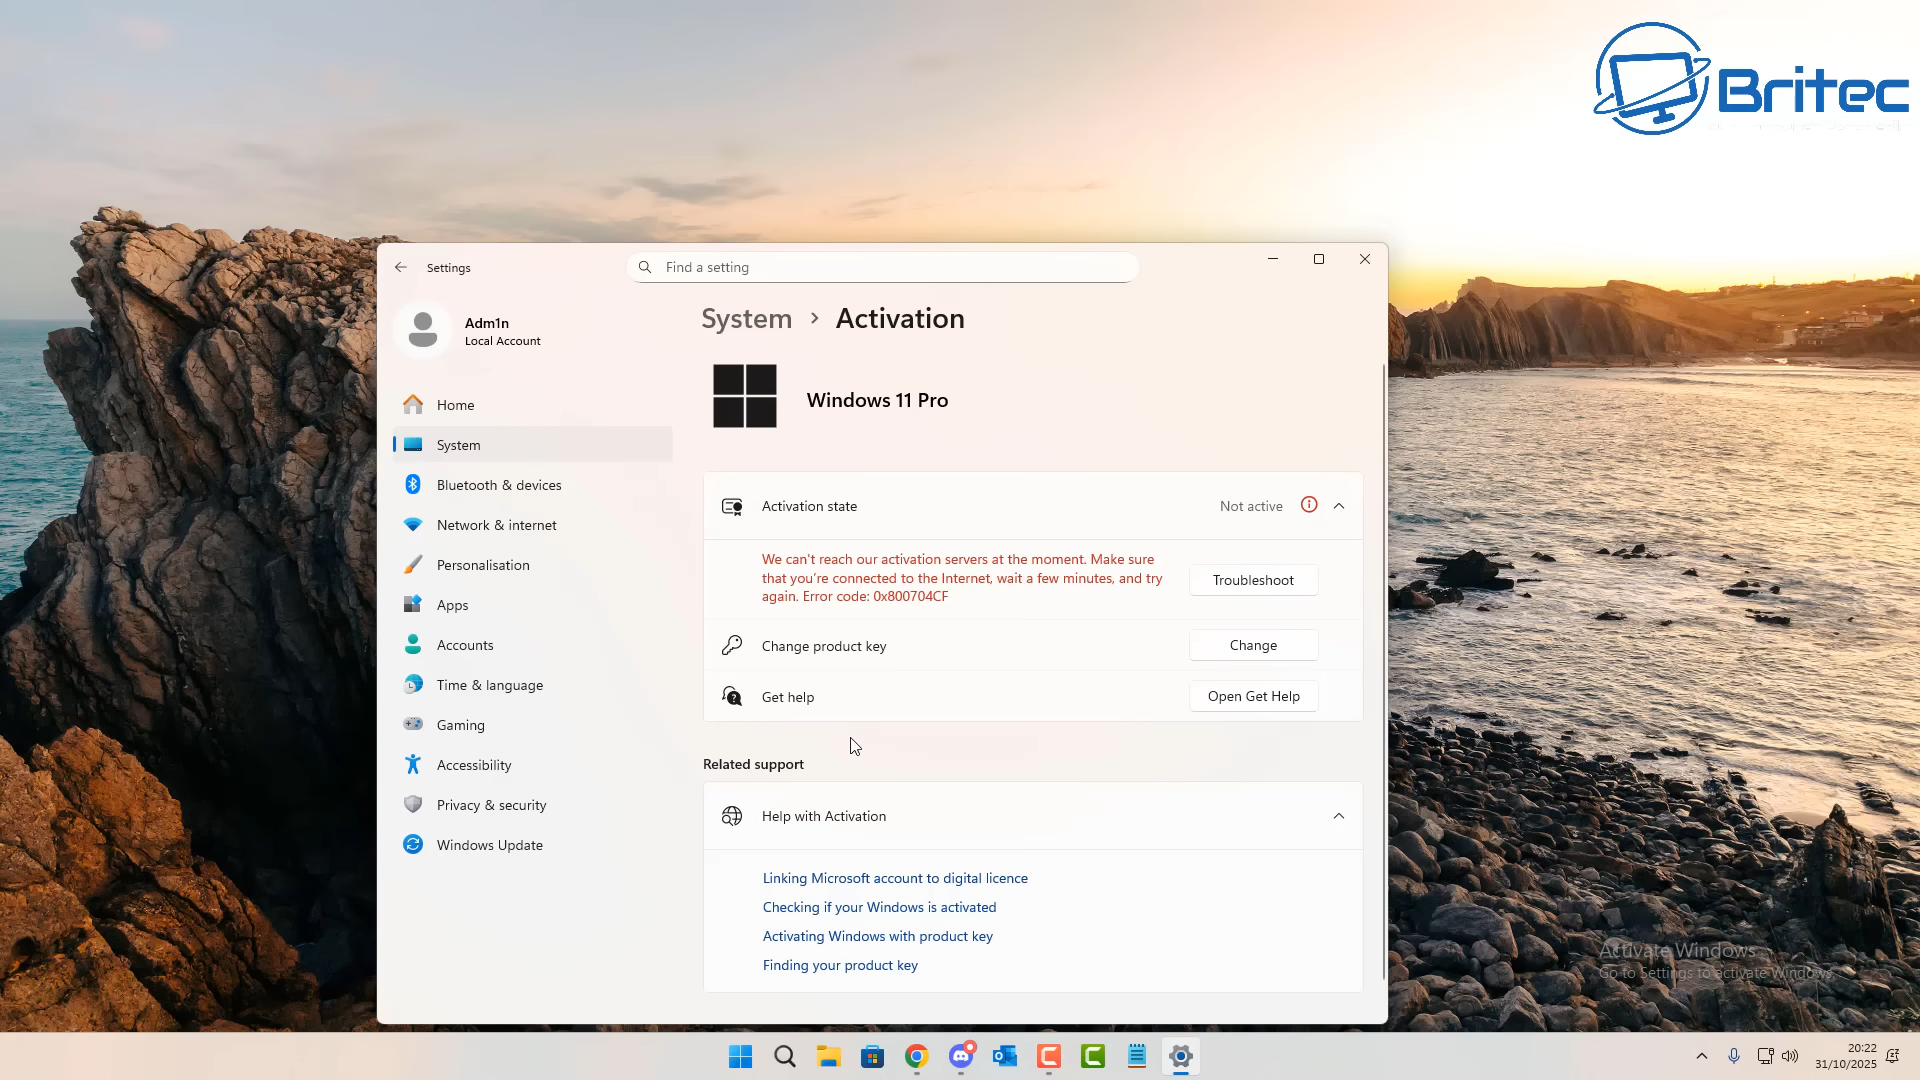 Britec
Settings
Find a setting
Adm1n
Local Account
System > Activation
Windows 11 Pro
Home
System
Bluetooth & devices
Network & internet
Personalisation
Apps
Accounts
Time & language
Gaming
Accessibility
Privacy & security
Windows Update
Activation state
Not active
We can't reach our activation servers at the moment. Make sure
that you're connected to the Internet, wait a few minutes, and try
again. Error code: 0x800704CF
Troubleshoot
Change product key
Change
Get help
Open Get Help
Related support
Help with Activation
Linking Microsoft account to digital licence
Checking if your Windows is activated
Activating Windows with product key
Finding your product key
Activate Windows
Go to Settings to activate Windows.
20:22
31/10/2025